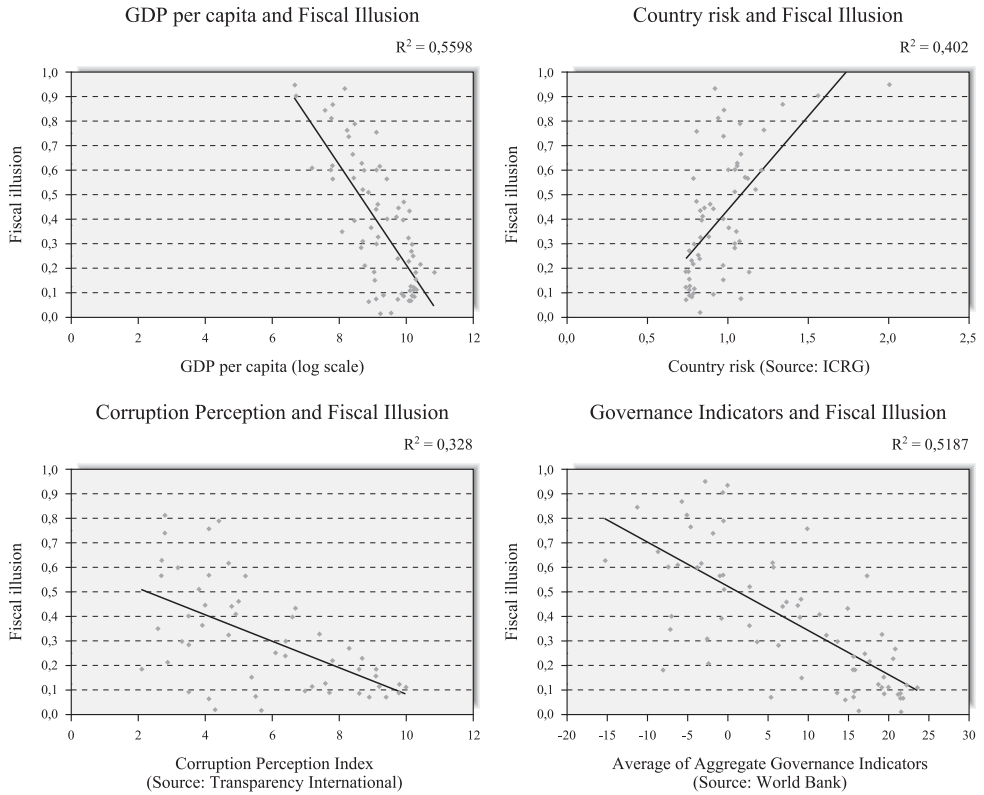 GDP per capita and Fiscal Illusion
R² = 0,5598
1,0
0,9
0,8
0,7
0,6
0,5
0,4
0,3
0,2
0,1
0,0
Fiscal illusion
0 2 4 6 8 10 12
GDP per capita (log scale)
Country risk and Fiscal Illusion
R² = 0,402
1,0
0,9
0,8
0,7
0,6
0,5
0,4
0,3
0,2
0,1
0,0
Fiscal illusion
0,0 0,5 1,0 1,5 2,0 2,5
Country risk (Source: ICRG)
Corruption Perception and Fiscal Illusion
R² = 0,328
1,0
0,9
0,8
0,7
0,6
0,5
0,4
0,3
0,2
0,1
0,0
Fiscal illusion
0 2 4 6 8 10 12
Corruption Perception Index
(Source: Transparency International)
Governance Indicators and Fiscal Illusion
R² = 0,5187
1,0
0,9
0,8
0,7
0,6
0,5
0,4
0,3
0,2
0,1
0,0
Fiscal illusion
-20 -15 -10 -5 0 5 10 15 20 25 30
Average of Aggregate Governance Indicators
(Source: World Bank)